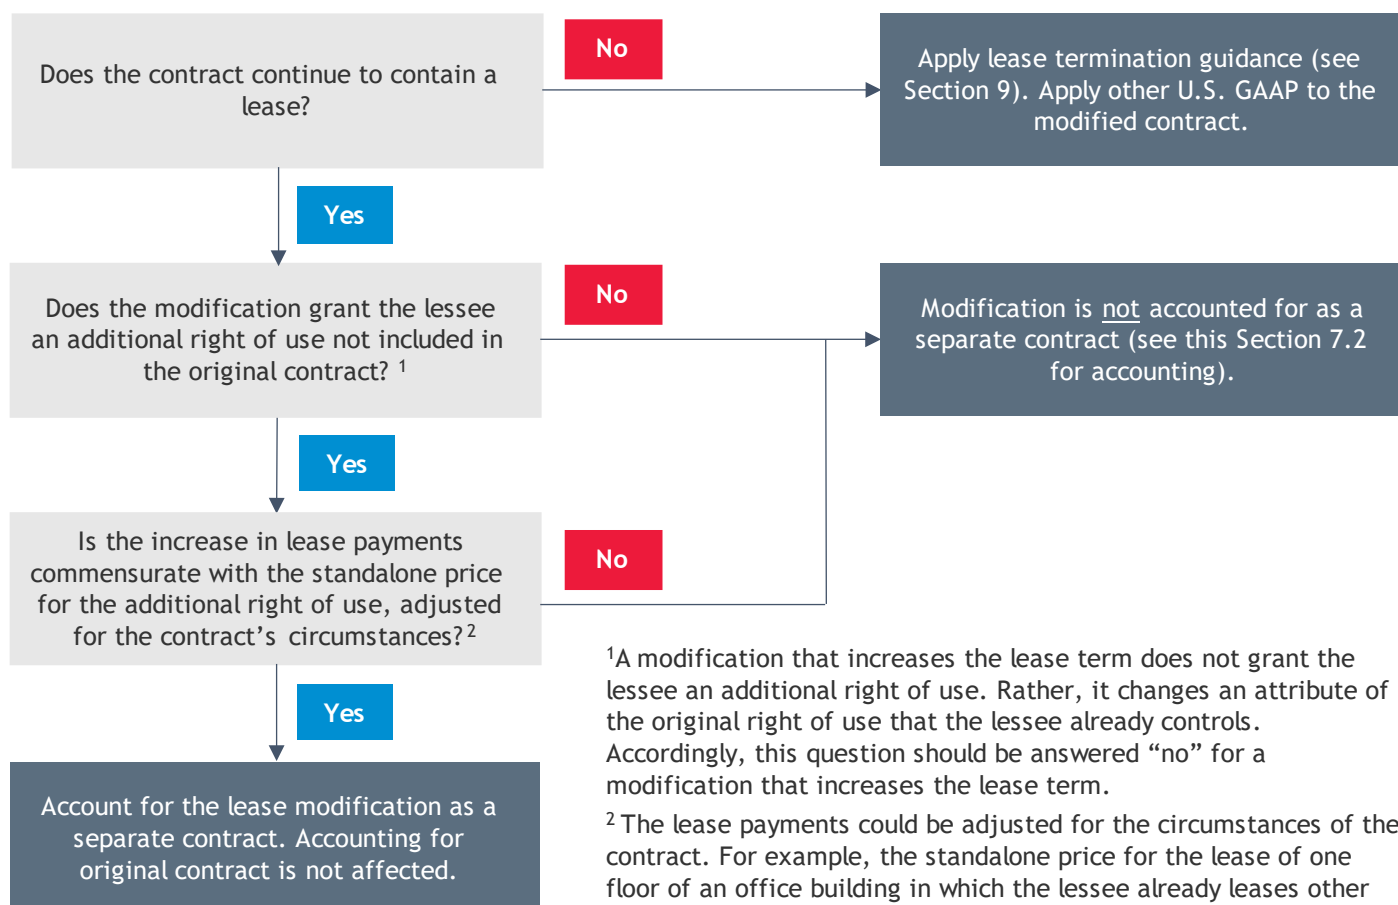 Does the contract continue to contain a
lease?
No
Apply lease termination guidance (see
Section 9). Apply other U.S. GAAP to the
modified contract.
Yes
Does the modification grant the lessee
an additional right of use not included in
the original contract? 1
No
Modification is not accounted for as a
separate contract (see this Section 7.2
for accounting).
Yes
Is the increase in lease payments
commensurate with the standalone price
for the additional right of use, adjusted
for the contract’s circumstances? 2
No
Yes
Account for the lease modification as a
separate contract. Accounting for
original contract is not affected.
1A modification that increases the lease term does not grant the
lessee an additional right of use. Rather, it changes an attribute of
the original right of use that the lessee already controls.
Accordingly, this question should be answered “no” for a
modification that increases the lease term.
2 The lease payments could be adjusted for the circumstances of the
contract. For example, the standalone price for the lease of one
floor of an office building in which the lessee already leases other